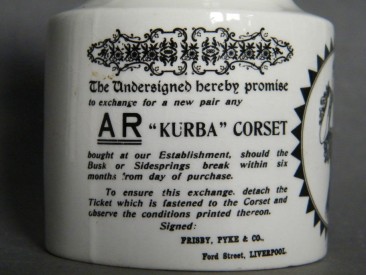 The Undersigned hereby promise
to exchange for a new pair any
AR "KURBA" CORSET
bought at our Establishment, should the
Busk or Sidesprings break within six
months from day of purchase.
To ensure this exchange, detach the
Ticket which is fastened to the Corset and
observe the conditions printed thereon.
Signed:
FRISBY, PYKE & CO.,
Ford Street, LIVERPOOL